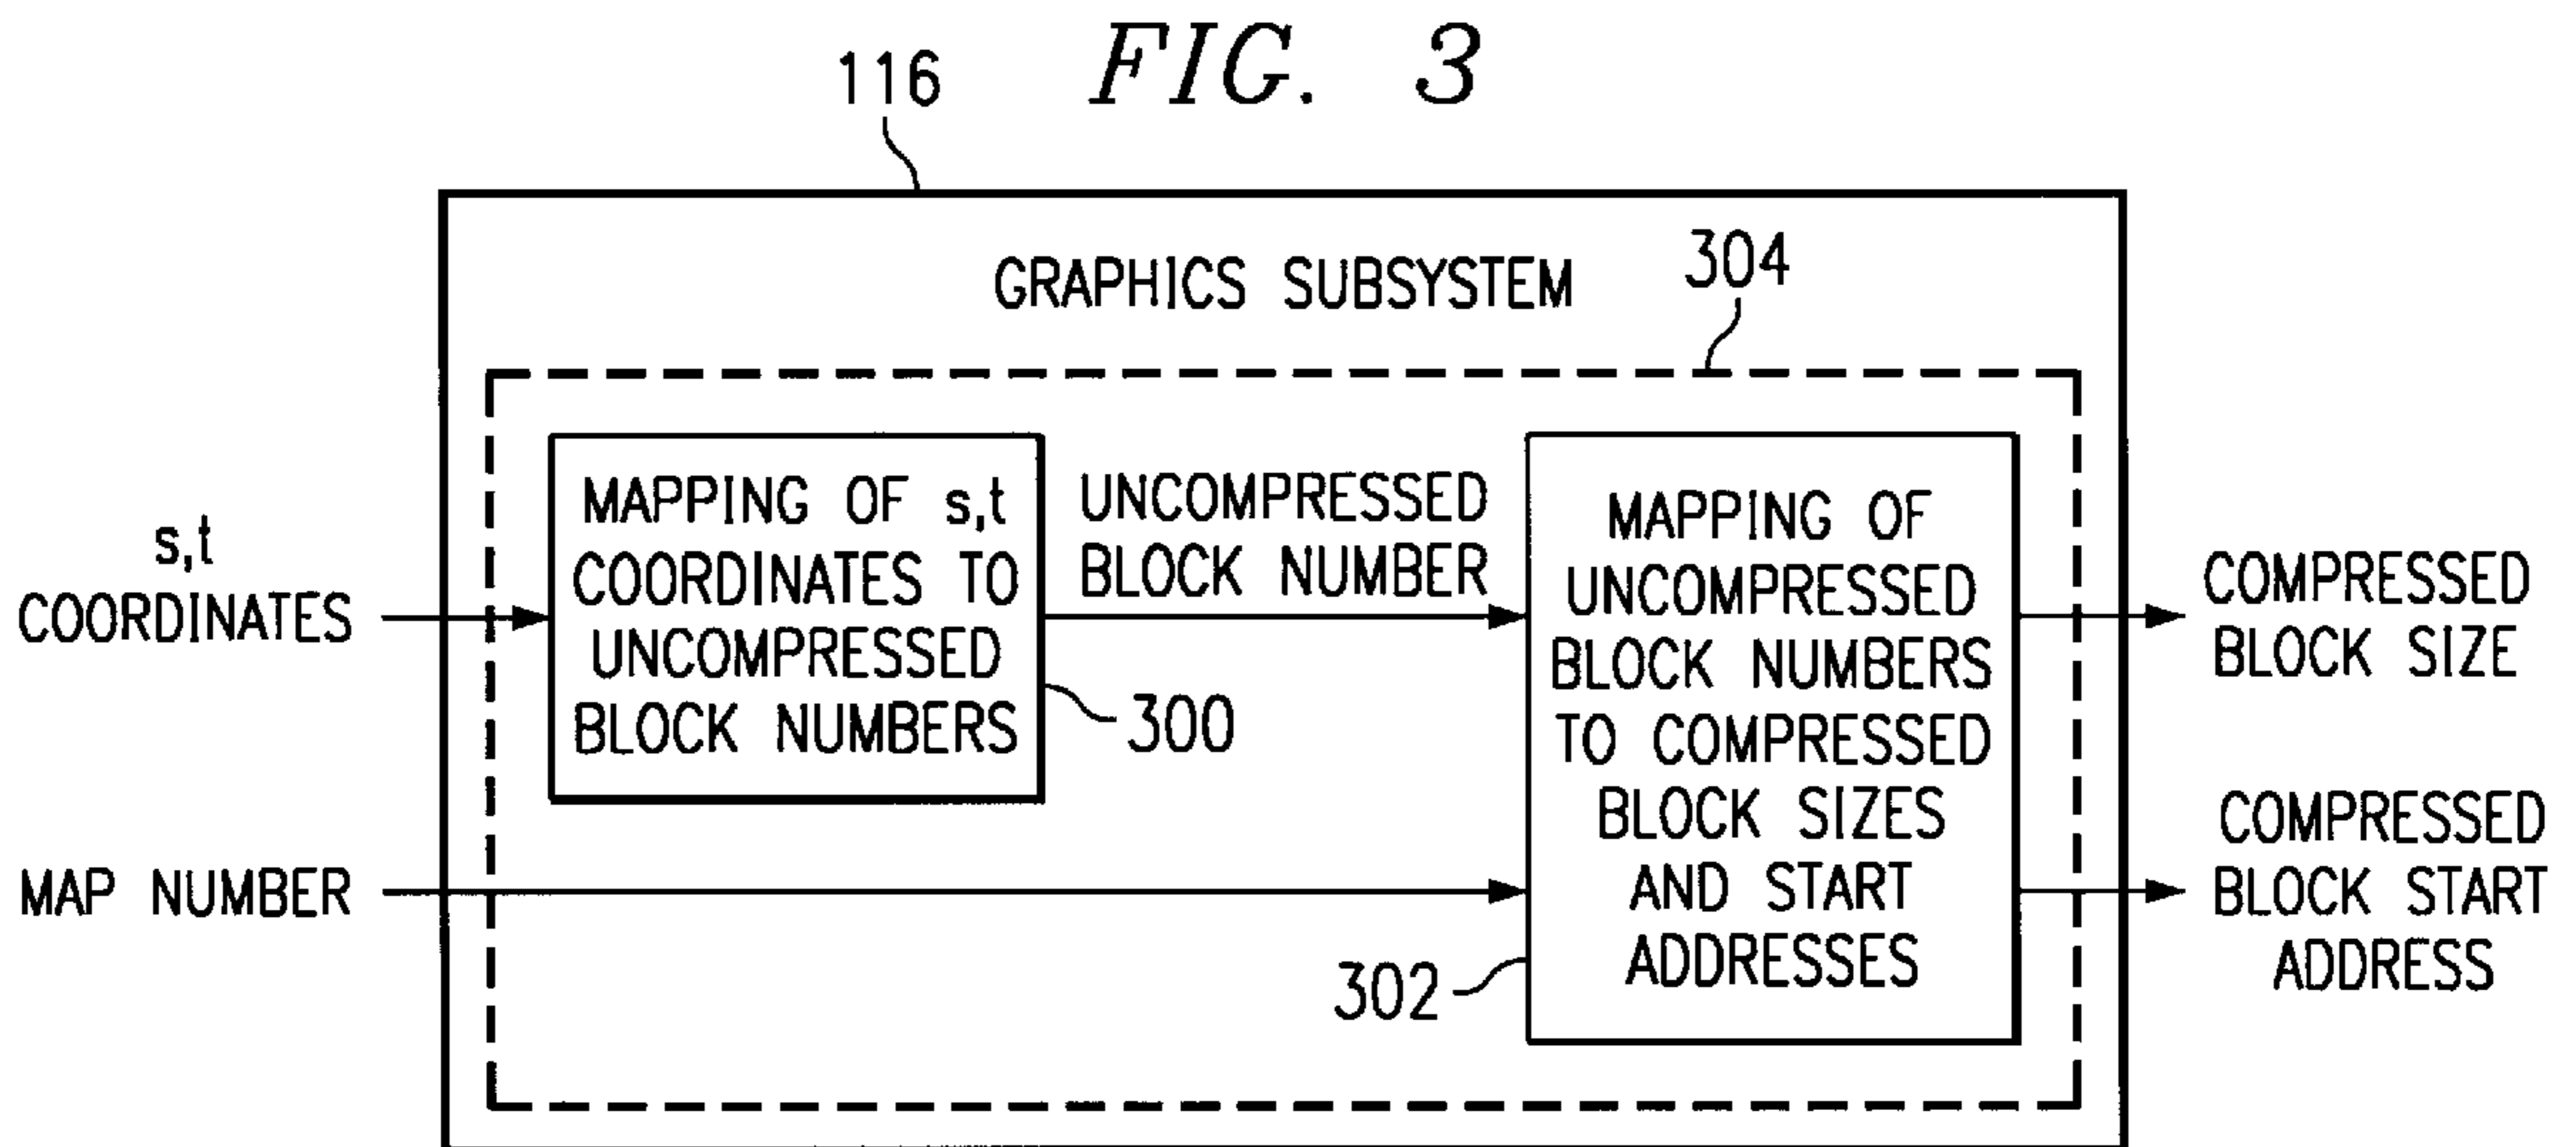 FIG. 3
116
GRAPHICS SUBSYSTEM
304
s,t
COORDINATES
MAP NUMBER
MAPPING OF s,t
COORDINATES TO
UNCOMPRESSED
BLOCK NUMBERS
300
UNCOMPRESSED
BLOCK NUMBER
MAPPING OF
UNCOMPRESSED
BLOCK NUMBERS
TO COMPRESSED
BLOCK SIZES
AND START
ADDRESSES
302
COMPRESSED
BLOCK SIZE
COMPRESSED
BLOCK START
ADDRESS